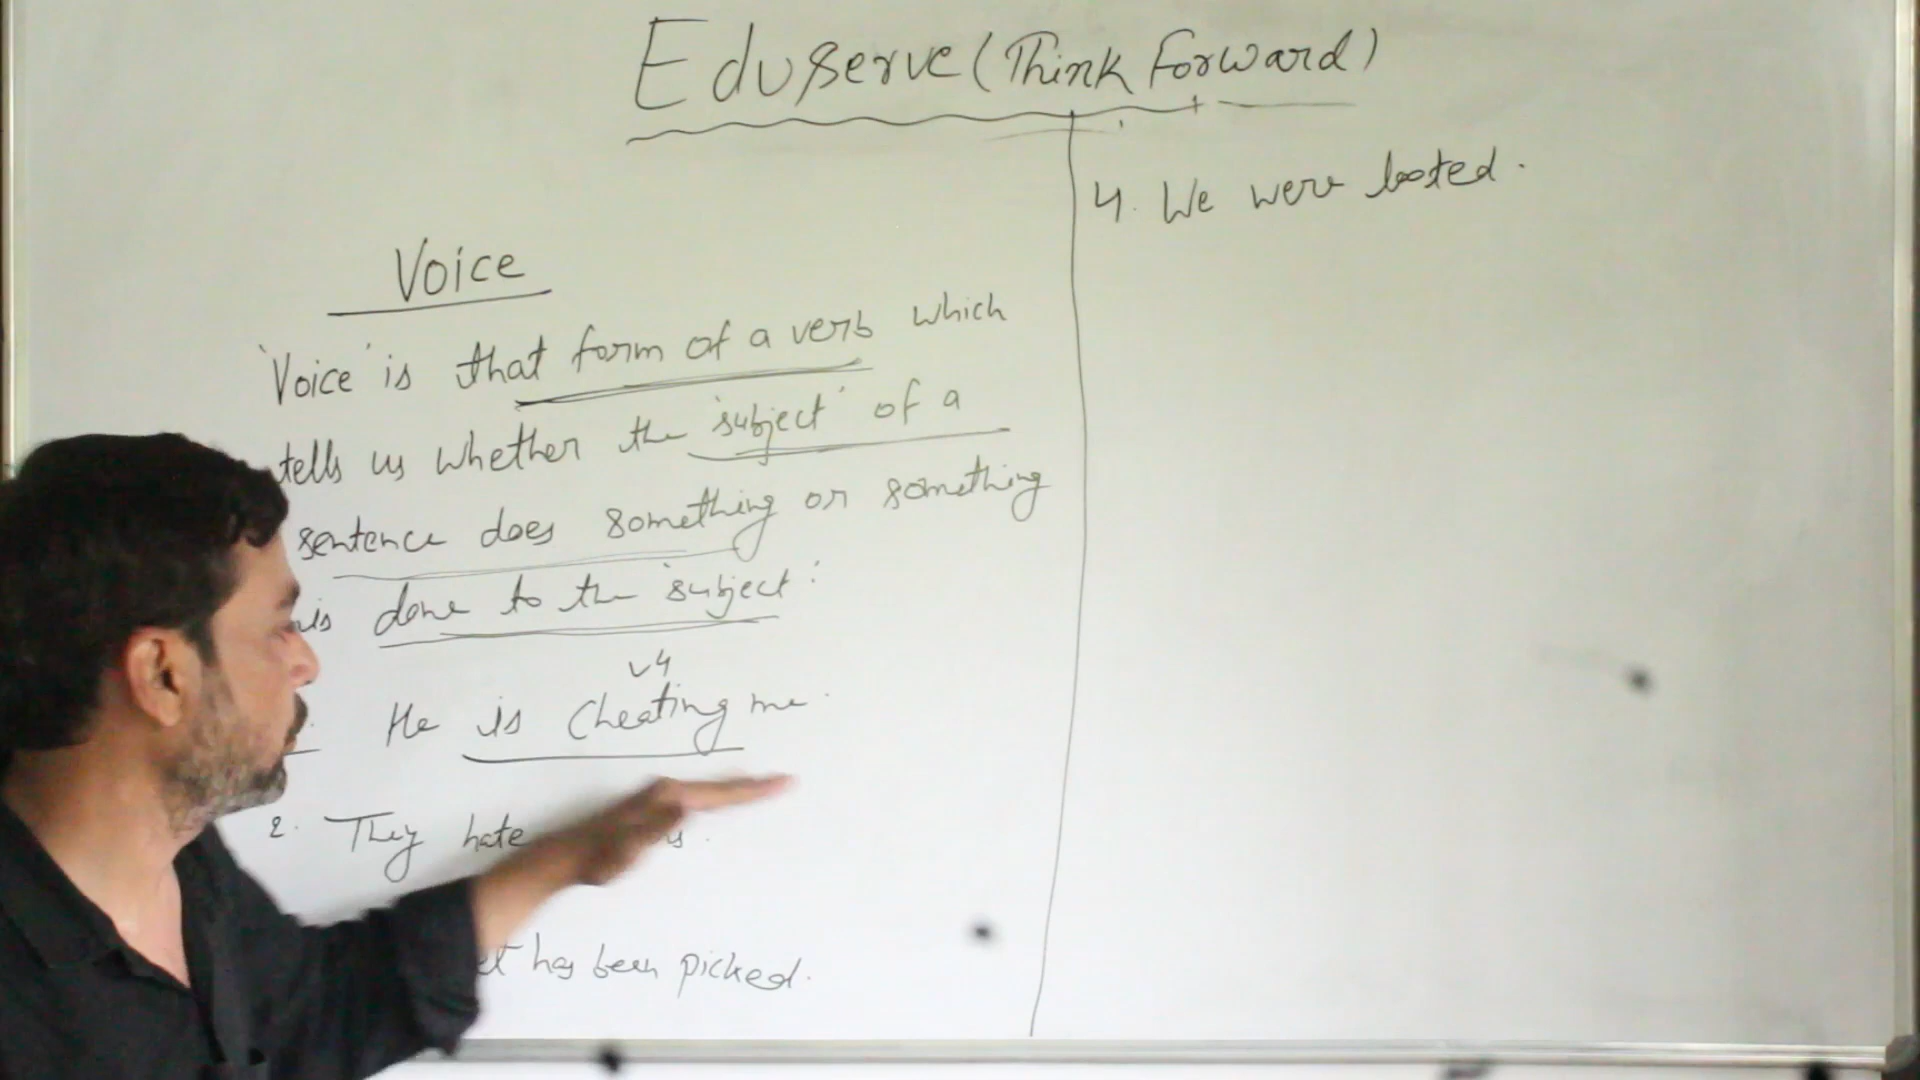 Eduserve (Think Forward)
Voice
'Voice' is that form of a verb which
tells us whether the 'subject' of a
sentence does something or something
is done to the 'subject'.
V4
He is Cheating me.
2. They hate
has been picked.
4. We were looted.